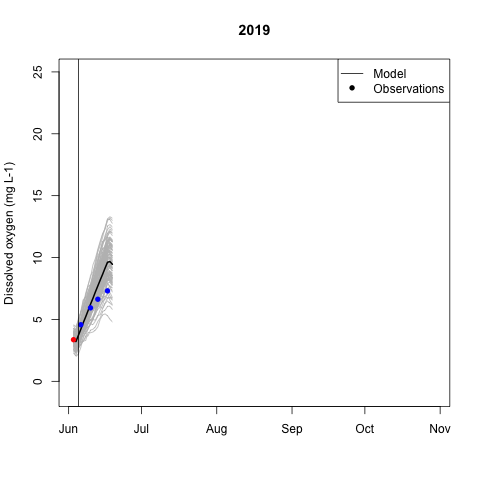 2019
Model
Observations
Dissolved oxygen (mg L-1)
25
20
15
10
5
0
Jun Jul Aug Sep Oct Nov